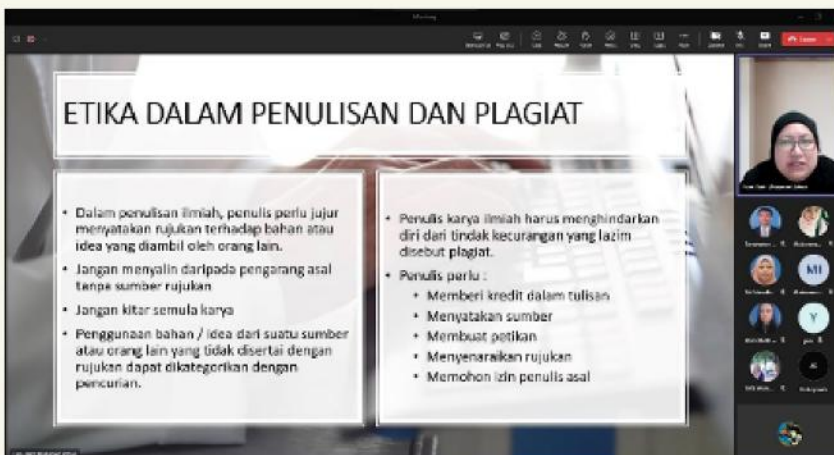 Meeting
ETIKA DALAM PENULISAN DAN PLAGIAT
• Dalam penulisan ilmiah, penulis perlu jujur
menyatakan rujukan terhadap bahan atau
idea yang diambil oleh orang lain.
• Jangan menyalin daripada pengarang asal
tanpa sumber rujukan
• Jangan kitar semula karya
• Penggunaan bahan / idea dari suatu sumber
atau orang lain yang tidak disertai dengan
rujukan dapat dikategorikan dengan
pencurian.
• Penulis karya ilmiah harus menghindarkan
diri dari tindak kecurangan yang lazim
disebut plagiat.
• Penulis perlu :
• Memberi kredit dalam tulisan
• Menyatakan sumber
• Membuat petikan
• Menyenaraikan rujukan
• Memohon izin penulis asal
Leave
MI
Y